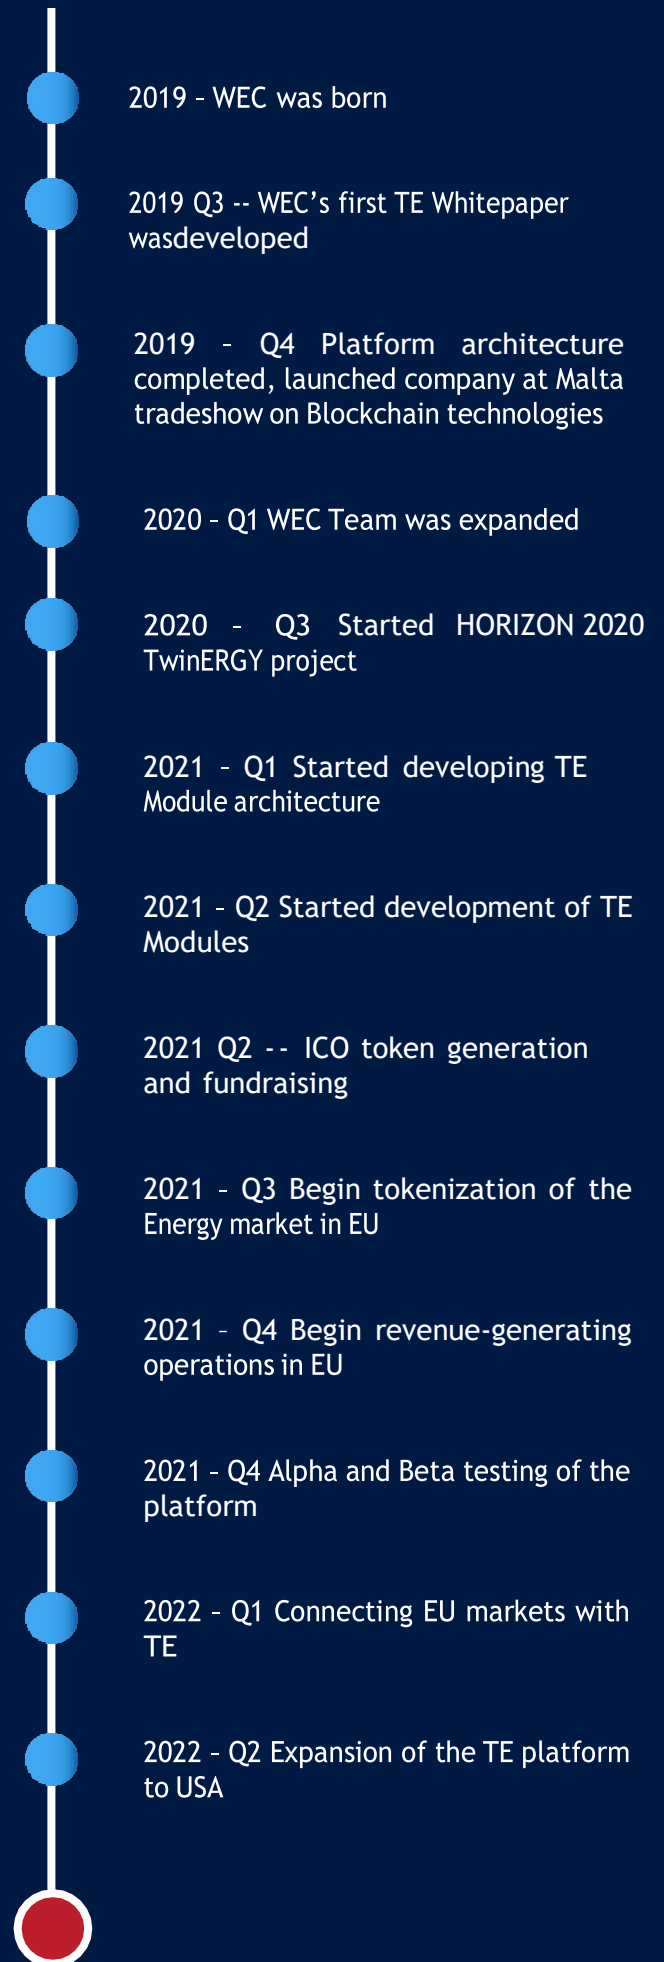 2019 – WEC was born
2019 Q3 -- WEC’s first TE Whitepaper
wasdeveloped
2019 – Q4 Platform architecture
completed, launched company at Malta
tradeshow on Blockchain technologies
2020 – Q1 WEC Team was expanded
2020 – Q3 Started HORIZON 2020
TwinERGY project
2021 – Q1 Started developing TE
Module architecture
2021 – Q2 Started development of TE
Modules
2021 Q2 -- ICO token generation
and fundraising
2021 – Q3 Begin tokenization of the
Energy market in EU
2021 – Q4 Begin revenue-generating
operations in EU
2021 – Q4 Alpha and Beta testing of the
platform
2022 – Q1 Connecting EU markets with
TE
2022 – Q2 Expansion of the TE platform
to USA